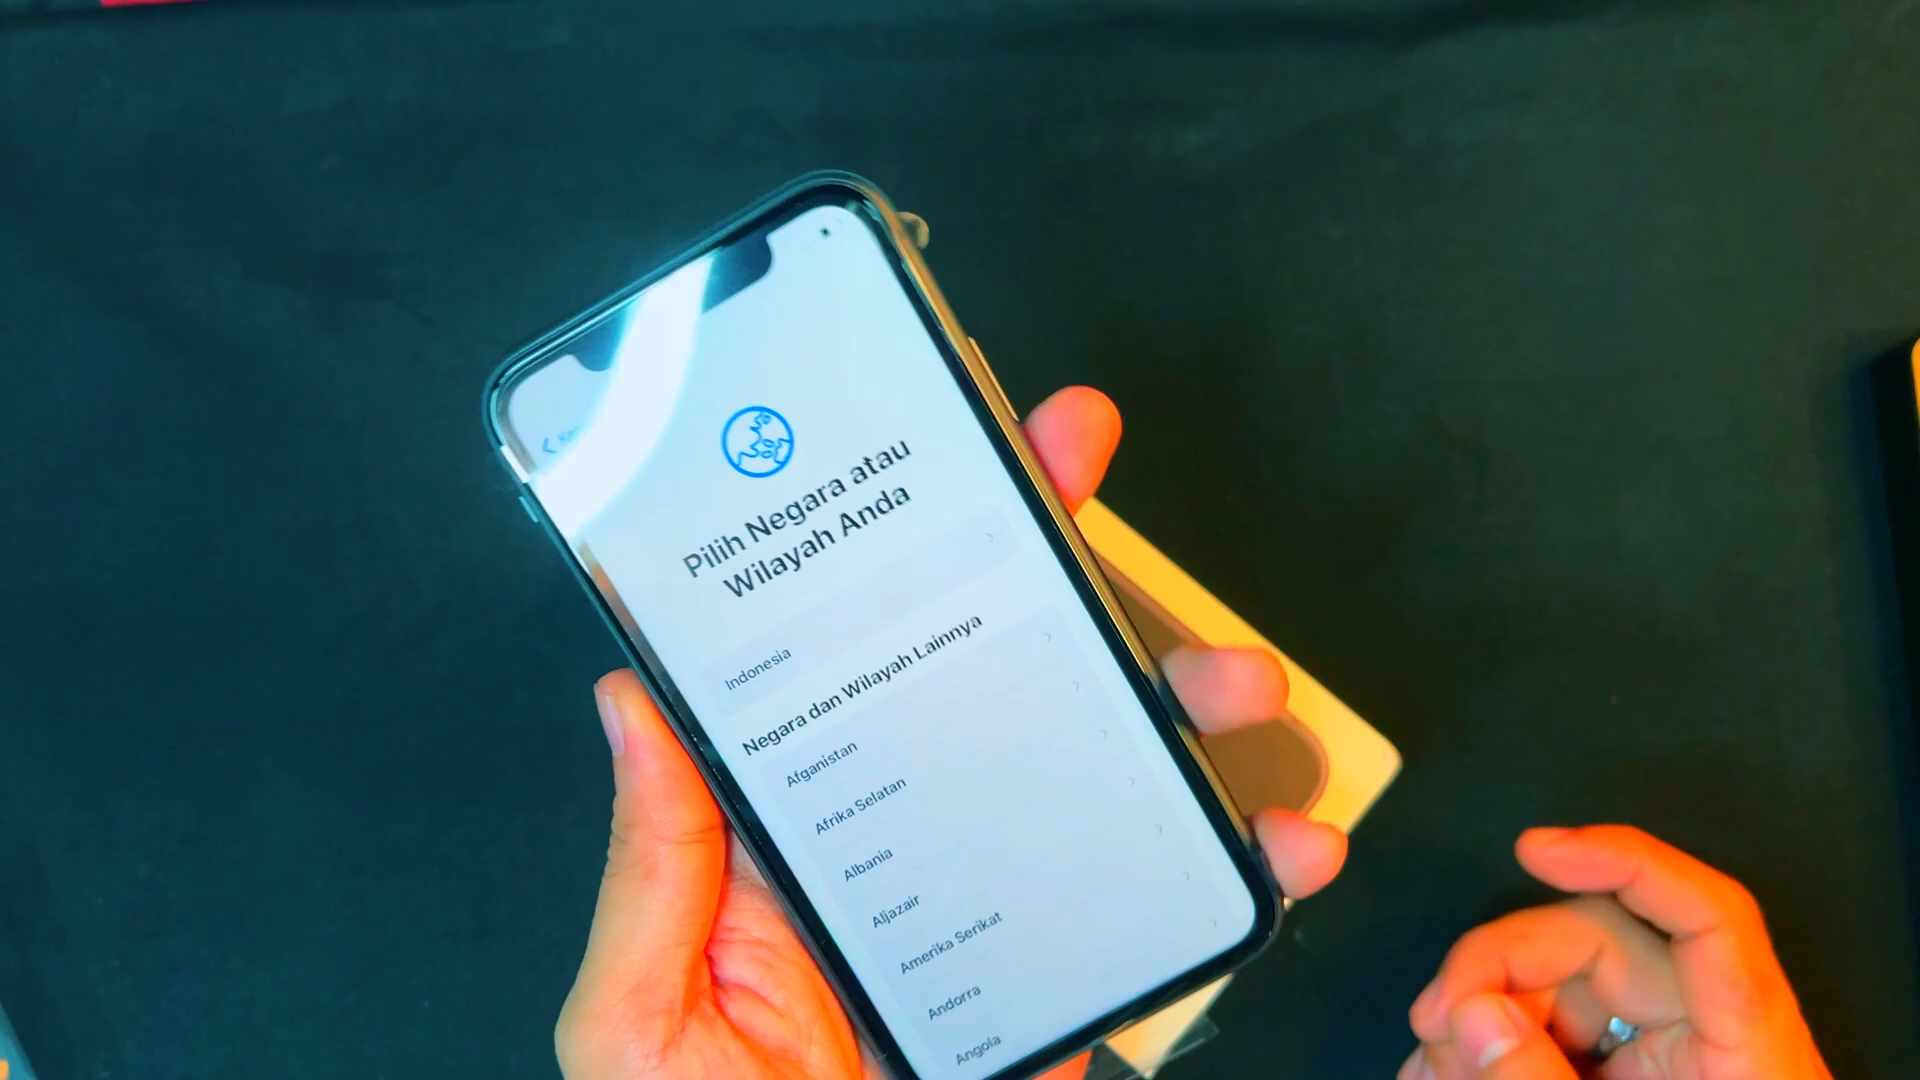 Pilih Negara atau
Wilayah Anda
Indonesia
Negara dan Wilayah Lainnya
Afganistan
Afrika Selatan
Albania
Aljazair
Amerika Serikat
Andorra
Angola